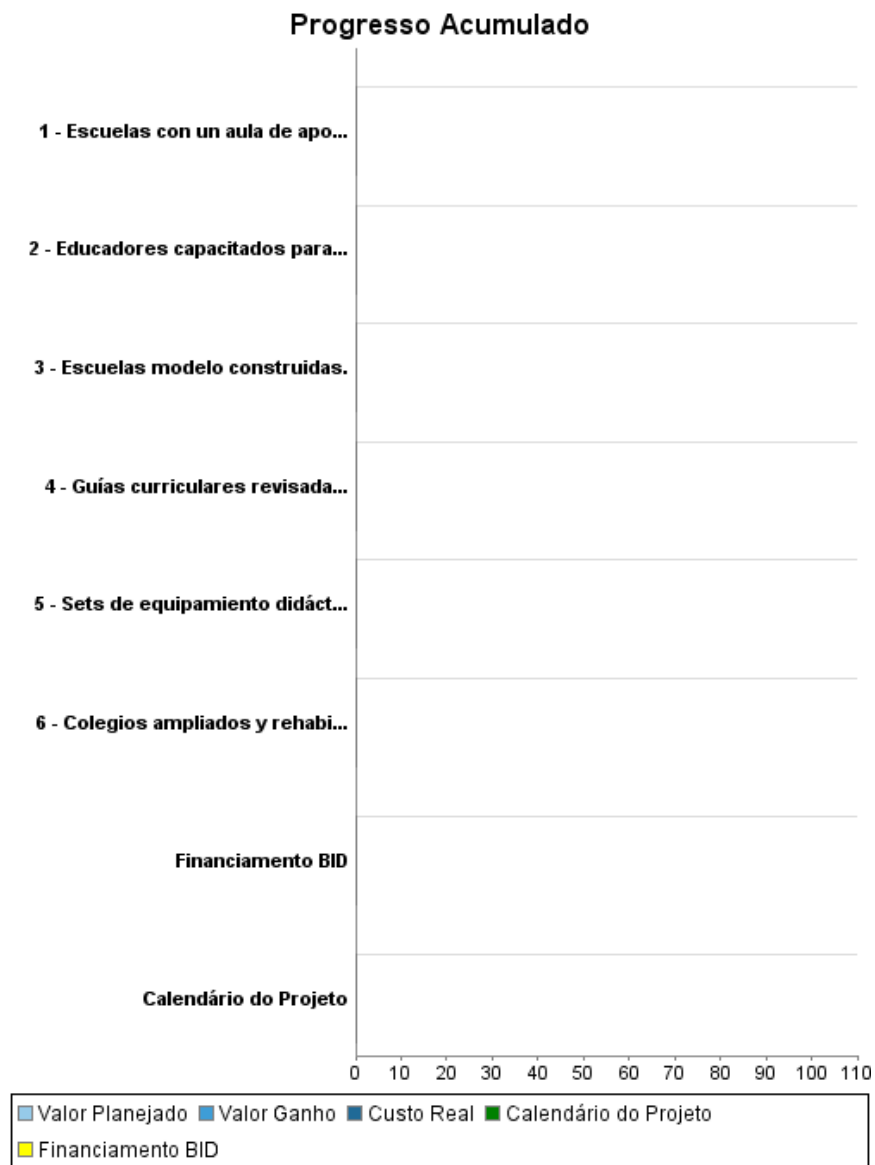 Progresso Acumulado
1 - Escuelas con un aula de apo...
2 - Educadores capacitados para...
3 - Escuelas modelo construidas.
4 - Guías curriculares revisada...
5 - Sets de equipamiento didáct...
6 - Colegios ampliados y rehabi...
Financiamento BID
Calendário do Projeto
0 10 20 30 40 50 60 70 80 90 100 110
Valor Planejado Valor Ganho Custo Real Calendário do Projeto
Financiamento BID